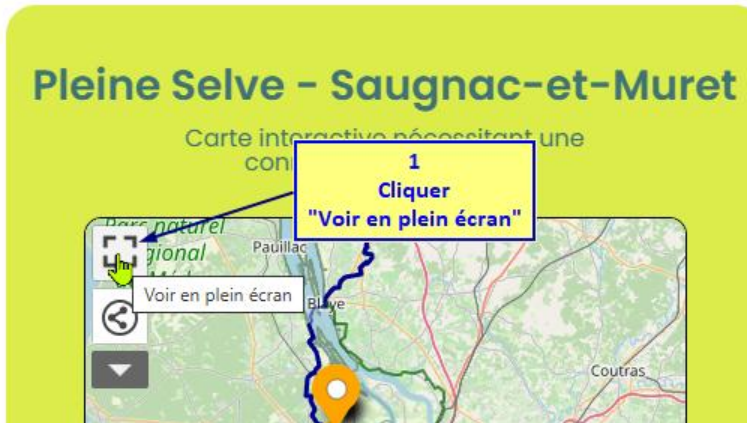 Pleine Selve - Saugnac-et-Muret
Carte interactive nécessitant une
con
1
Cliquer
"Voir en plein écran"
Parc naturel
gional
Pauillac
Voir en plein écran
Blaye
Coutras